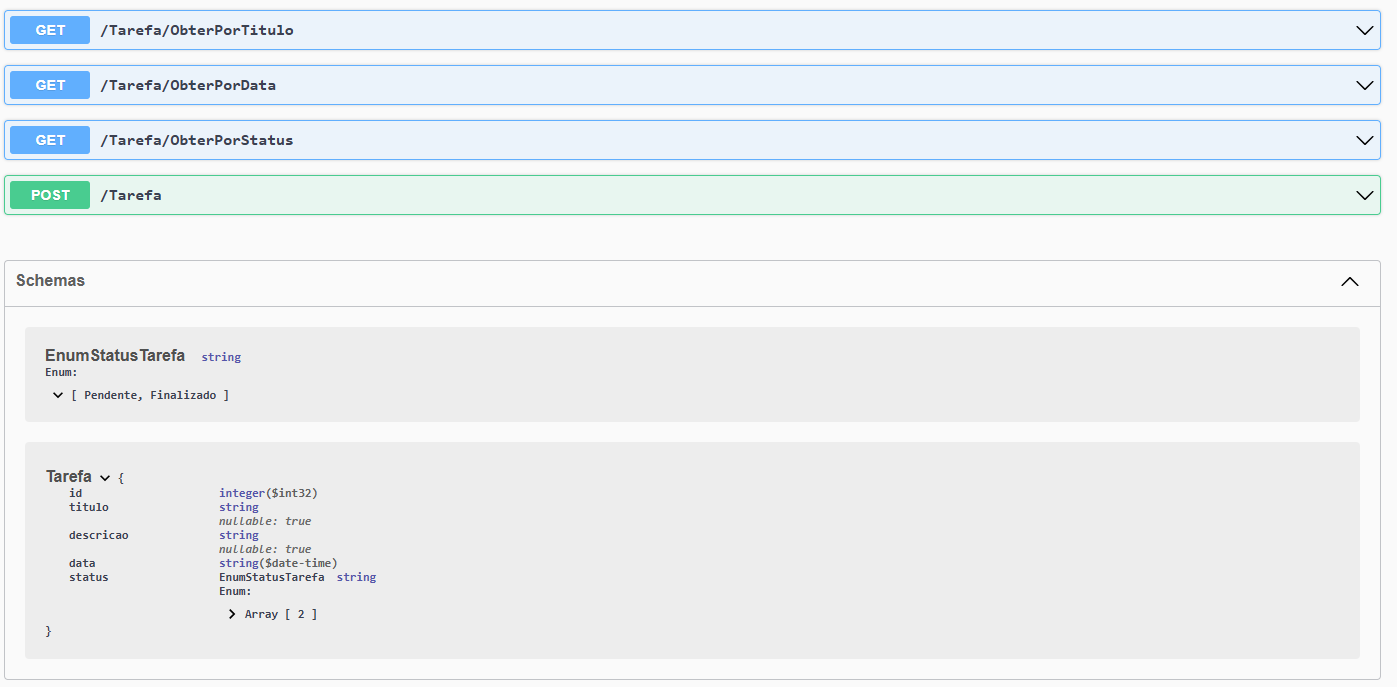 GET /Tarefa/ObterPorTitulo
GET /Tarefa/ObterPorData
GET /Tarefa/ObterPorStatus
POST /Tarefa
Schemas
EnumStatusTarefa string
Enum:
[ Pendente, Finalizado ]
Tarefa {
id integer($int32)
titulo string
nullable: true
descricao string
nullable: true
data string($date-time)
status EnumStatusTarefa string
Enum:
Array [ 2 ]
}